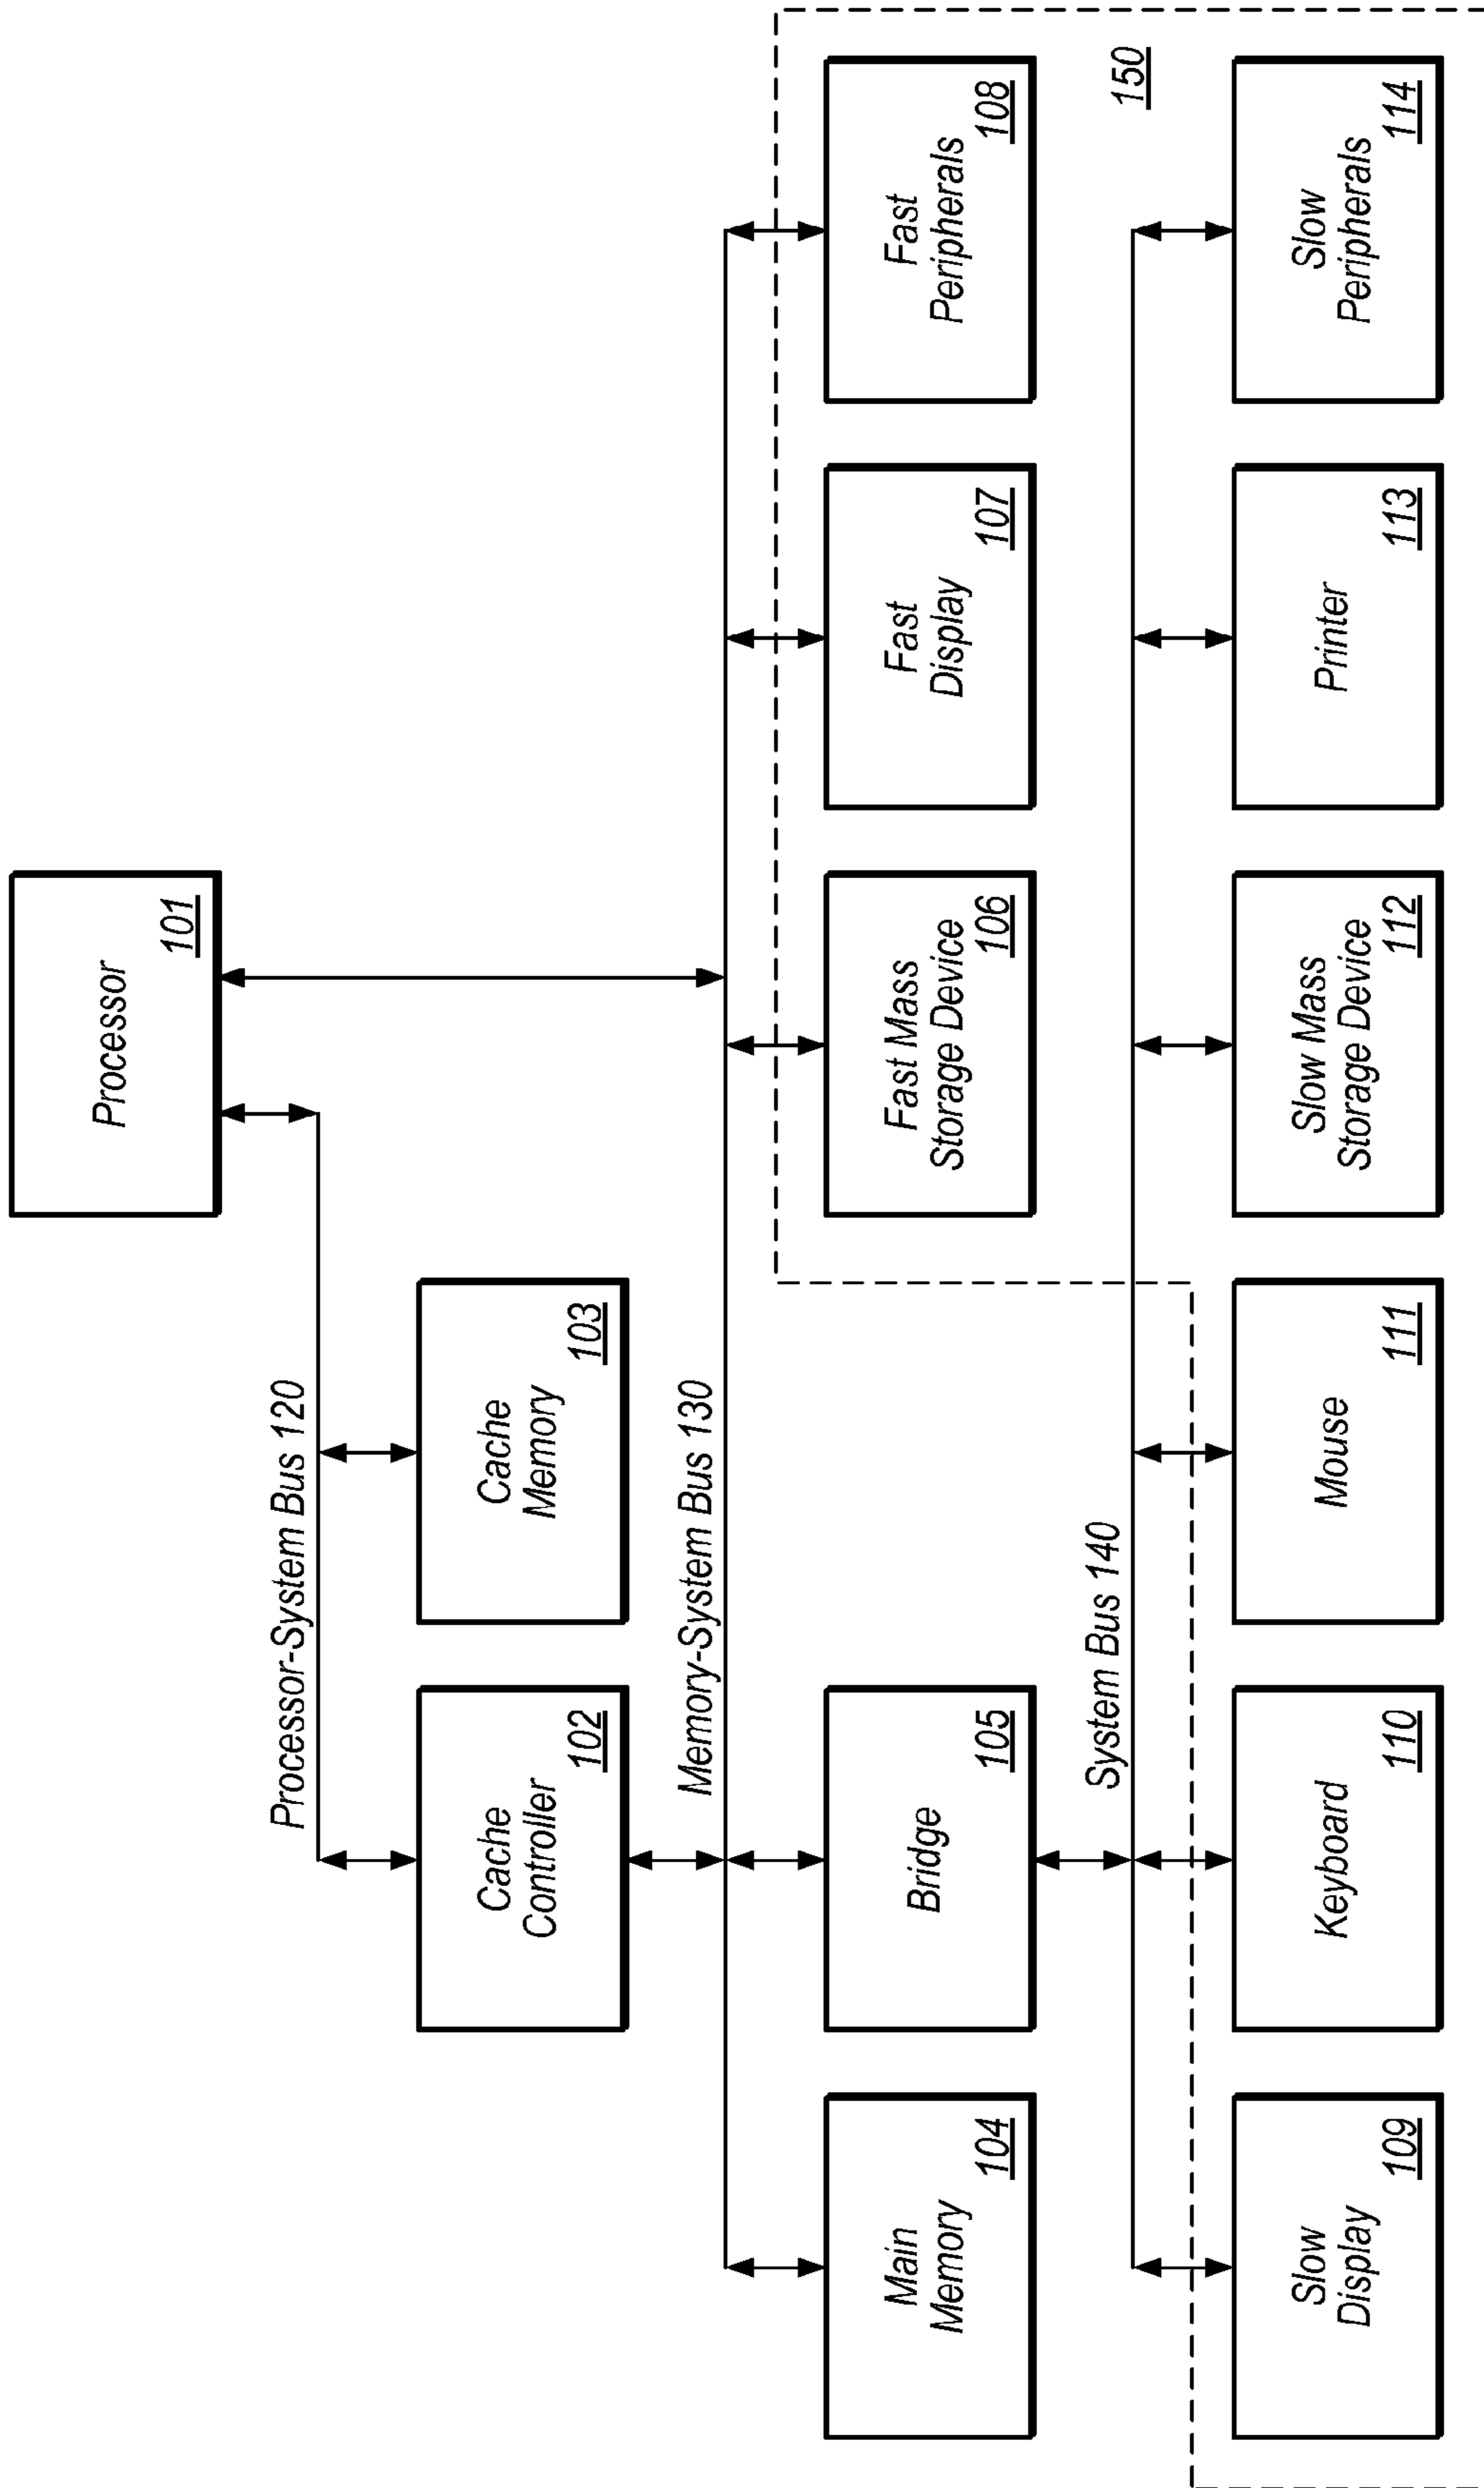 Processor
101
Processor-System Bus 120
Cache
Controller
102
Cache
Memory
103
Memory-System Bus 130
Main
Memory
104
Bridge
105
Fast Mass
Storage Device
106
Fast
Display
107
Fast
Peripherals
108
System Bus 140
150
Slow
Display
109
Keyboard
110
Mouse
111
Slow Mass
Storage Device
112
Printer
113
Slow
Peripherals
114